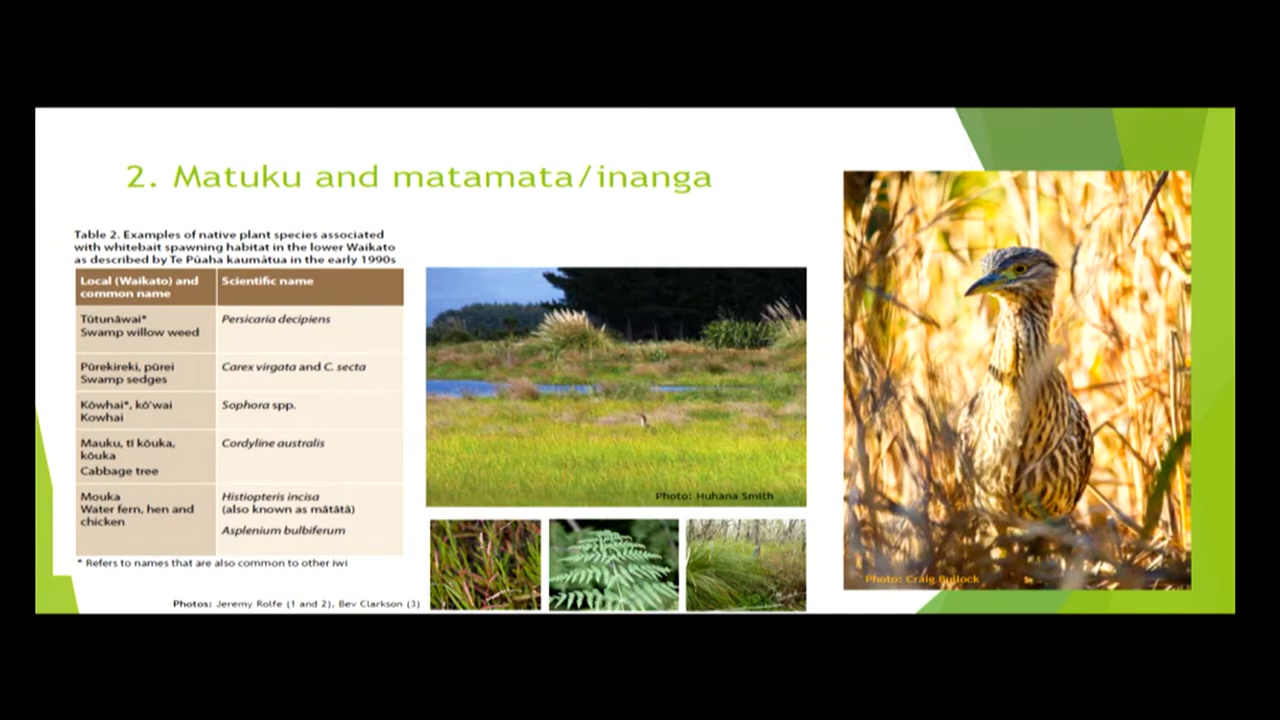 2. Matuku and matamata/inanga
Table 2. Examples of native plant species associated
with whitebait spawning habitat in the lower Waikato
as described by Te Pūaha kaumātua in the early 1990s
Local (Waikato) and
common name
Scientific name
Tūtunāwai*
Swamp willow weed
Persicaria decipiens
Pūrekireki, pūrei
Swamp sedges
Carex virgata and C. secta
Kōwhai*, kō'wai
Kowhai
Sophora spp.
Mauku, tī kōuka,
kōuka
Cabbage tree
Cordyline australis
Mouka
Water fern, hen and
chicken
Histiopteris incisa
(also known as mātātā)
Asplenium bulbiferum
* Refers to names that are also common to other iwi
Photos: Jeremy Rolfe (1 and 2), Bev Clarkson (3)
Photo: Huhana Smith
Photo: Craig Bullock